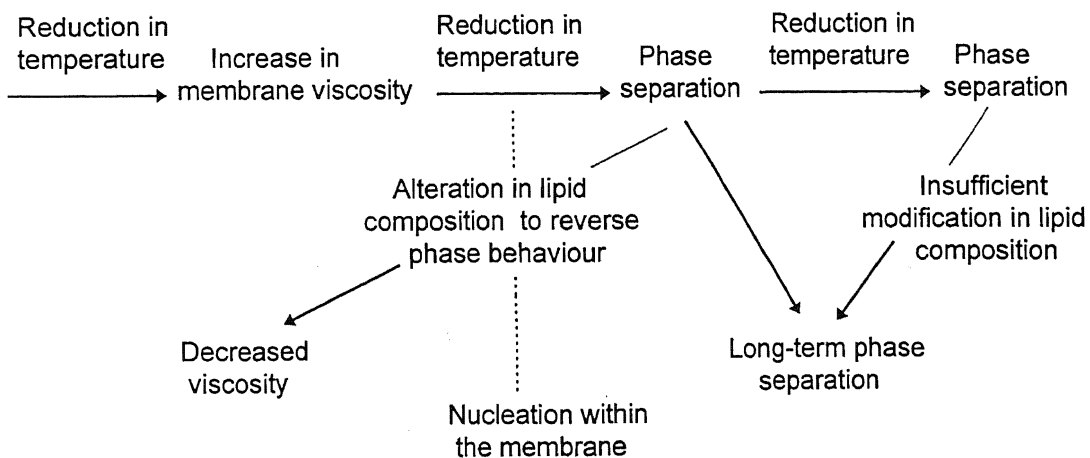 Reduction in
temperature
Increase in
membrane viscosity
Reduction in
temperature
Phase
separation
Reduction in
temperature
Phase
separation
Alteration in lipid
composition to reverse
phase behaviour
Insufficient
modification in lipid
composition
Decreased
viscosity
Long-term phase
separation
Nucleation within
the membrane